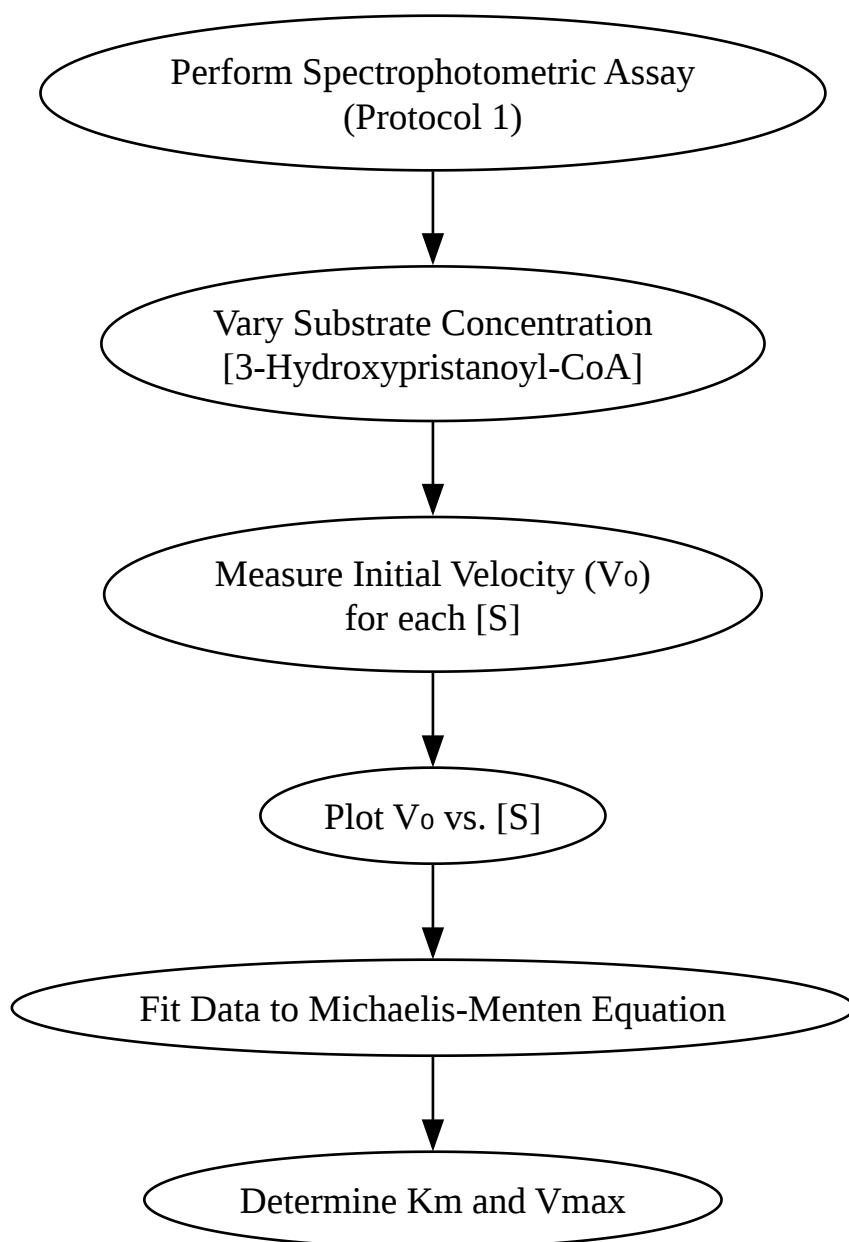 Perform Spectrophotometric Assay
(Protocol 1)
Vary Substrate Concentration
[3-Hydroxypristanoyl-CoA]
Measure Initial Velocity (V₀)
for each [S]
Plot V₀ vs. [S]
Fit Data to Michaelis-Menten Equation
Determine Km and Vmax